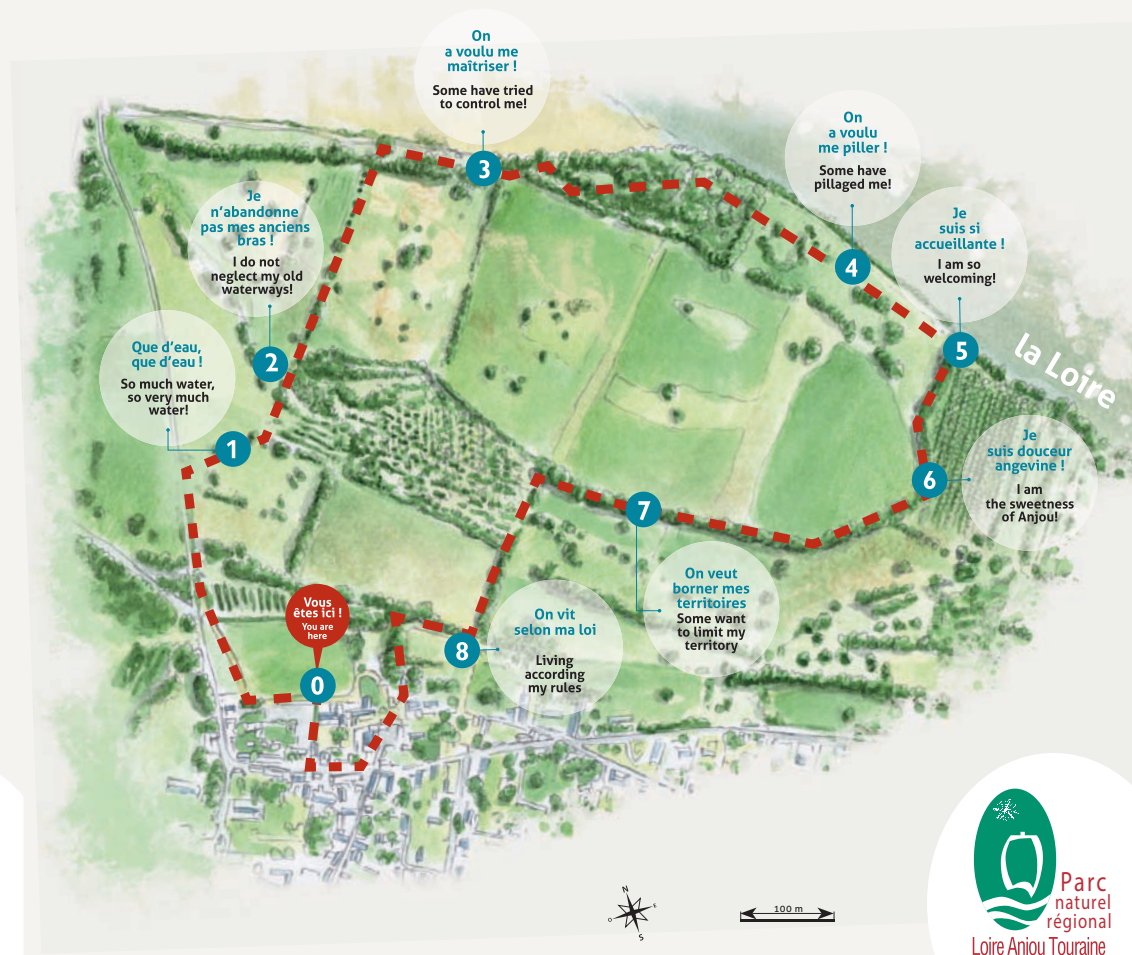 On
a voulu me
maîtriser !
Some have tried
to control me!
3
On
a voulu
me piller !
Some have
pillaged me!
4
Je
n'abandonne
pas mes anciens
bras !
I do not
neglect my old
waterways!
2
Je
suis si
accueillante !
I am so
welcoming!
5
la Loire
Que d'eau,
que d'eau !
So much water,
so very much
water!
1
Je
suis douceur
angevine !
I am
the sweetness
of Anjou!
6
7
On veut
borner mes
territoires
Some want
to limit my
territory
Vous
êtes ici !
You are
here
0
8
On vit
selon ma loi
Living
according
my rules
N
E
S
O
100 m
Parc
naturel
régional
Loire Anjou Touraine